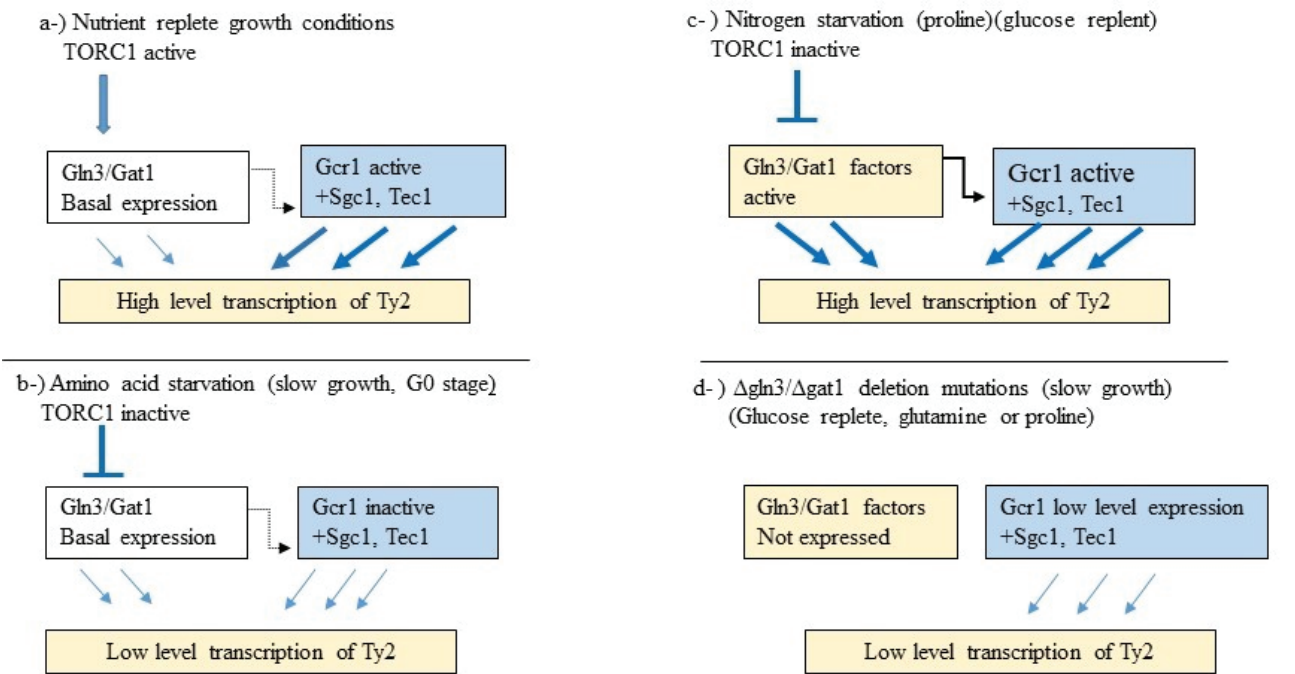 a-) Nutrient replete growth conditions
TORC1 active
Gln3/Gat1
Basal expression
Gcr1 active
+Sgc1, Tec1
High level transcription of Ty2
b-) Amino acid starvation (slow growth, G0 stage)
TORC1 inactive
Gln3/Gat1
Basal expression
Gcr1 inactive
+Sgc1, Tec1
Low level transcription of Ty2
c- ) Nitrogen starvation (proline)(glucose replent)
TORC1 inactive
Gln3/Gat1 factors
active
Gcr1 active
+Sgc1, Tec1
High level transcription of Ty2
d- ) Δgln3/Δgat1 deletion mutations (slow growth)
(Glucose replete, glutamine or proline)
Gln3/Gat1 factors
Not expressed
Gcr1 low level expression
+Sgc1, Tec1
Low level transcription of Ty2